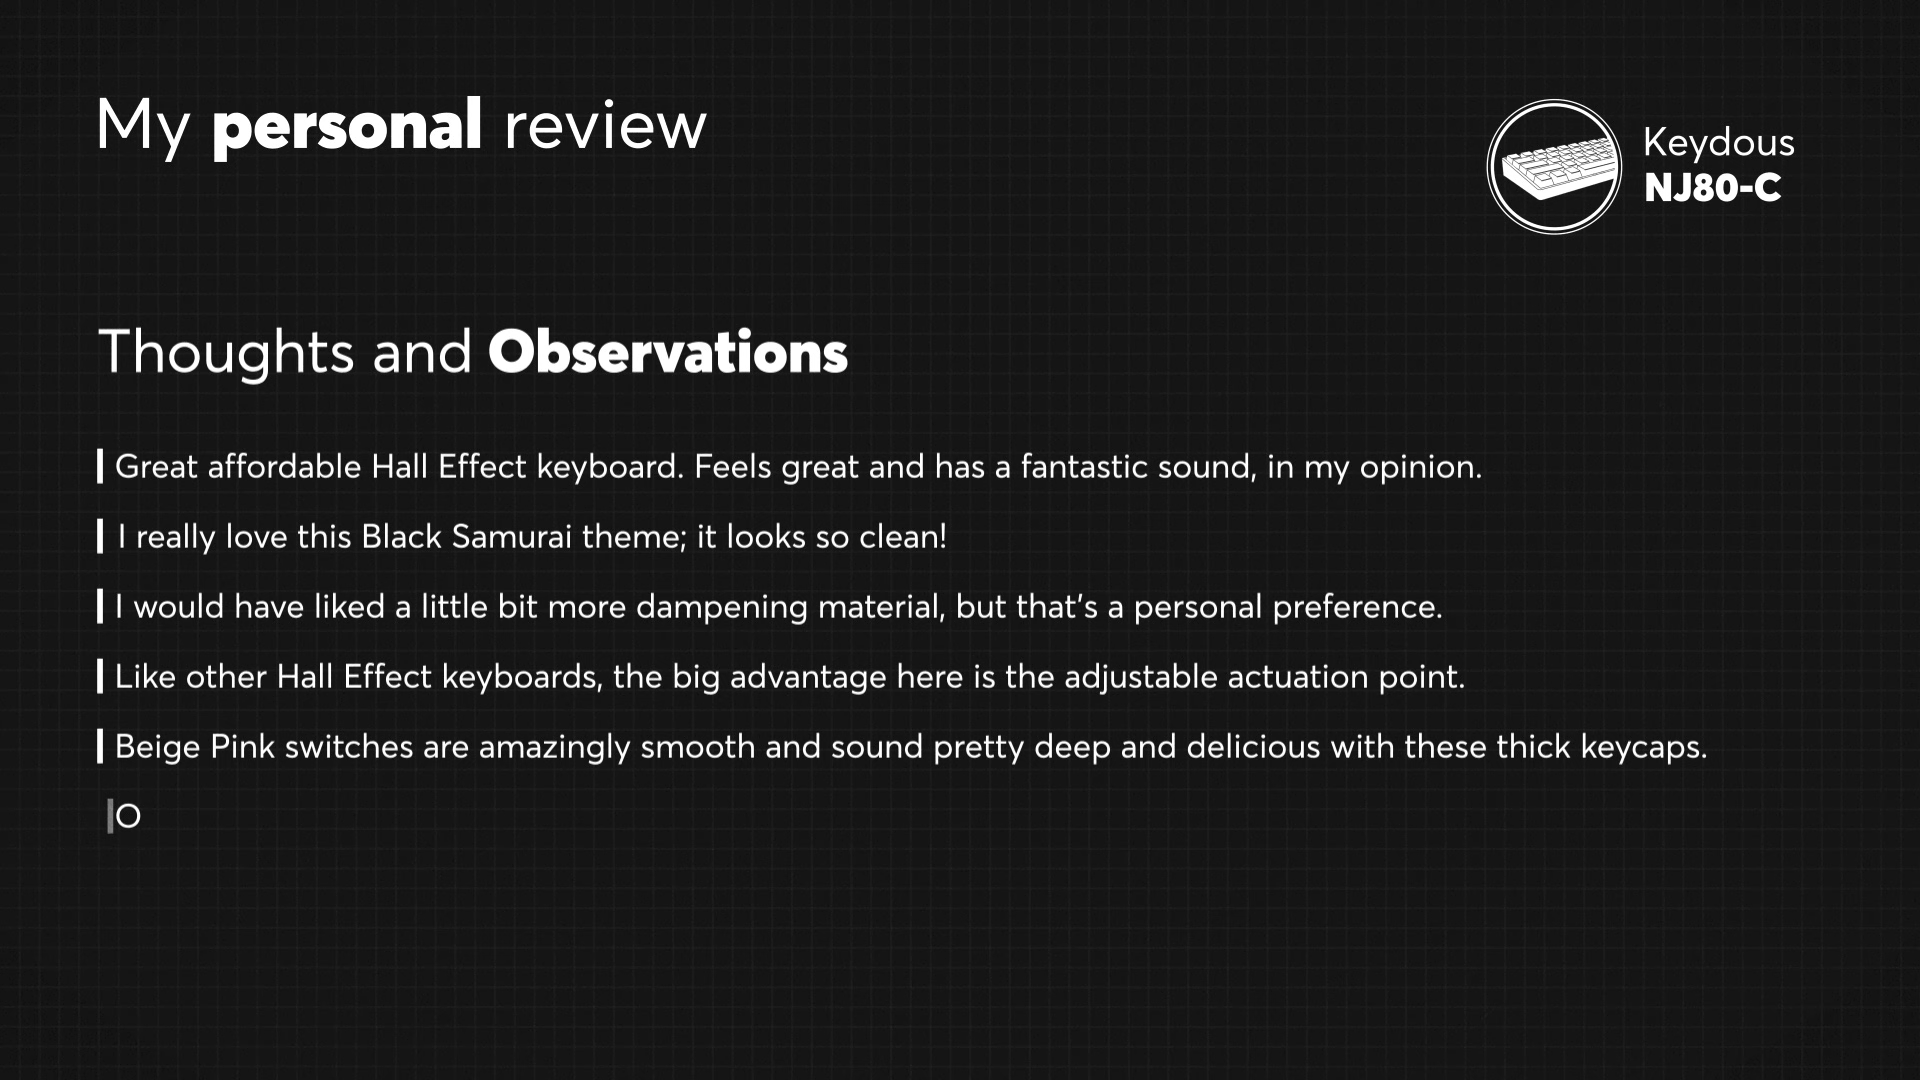 My personal review
Keydous
NJ80-C
Thoughts and Observations
Great affordable Hall Effect keyboard. Feels great and has a fantastic sound, in my opinion.
I really love this Black Samurai theme; it looks so clean!
I would have liked a little bit more dampening material, but that's a personal preference.
Like other Hall Effect keyboards, the big advantage here is the adjustable actuation point.
Beige Pink switches are amazingly smooth and sound pretty deep and delicious with these thick keycaps.
O